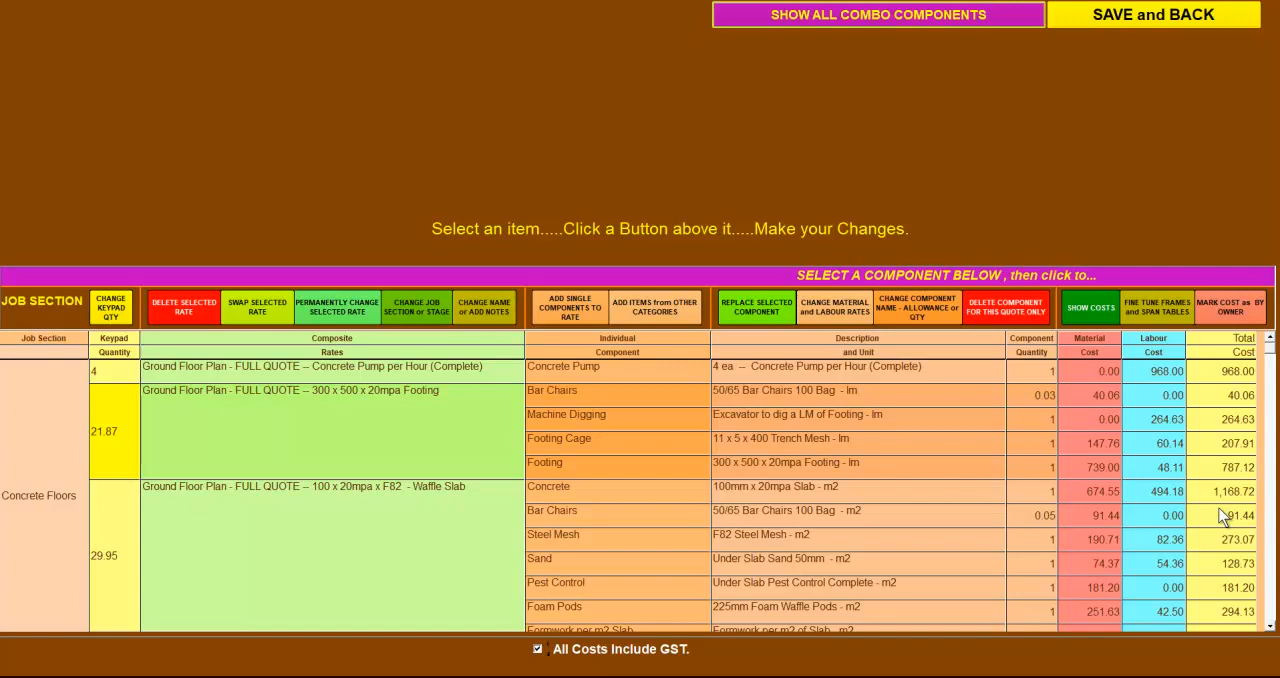 SHOW ALL COMBO COMPONENTS SAVE and BACK
Select an item.....Click a Button above it.....Make your Changes.
SELECT A COMPONENT BELOW , then click to...
JOB SECTION
CHANGE KEYPAD QTY
DELETE SELECTED RATE
SWAP SELECTED RATE
PERMANENTLY CHANGE SELECTED RATE
CHANGE JOB SECTION or STAGE
CHANGE NAME or ADD NOTES
ADD SINGLE COMPONENTS TO RATE
ADD ITEMS from OTHER CATEGORIES
REPLACE SELECTED COMPONENT
CHANGE MATERIAL and LABOUR RATES
CHANGE COMPONENT NAME - ALLOWANCE or QTY
DELETE COMPONENT FOR THIS QUOTE ONLY
SHOW COSTS
FINE TUNE FRAMES and SPAN TABLES
MARK COST as BY OWNER
Job Section Keypad Composite Individual Description Component Material Labour Total
Quantity Rates Component and Unit Quantity Cost Cost Cost
Concrete Floors
4 Ground Floor Plan - FULL QUOTE -- Concrete Pump per Hour (Complete) Concrete Pump 4 ea -- Concrete Pump per Hour (Complete) 1 0.00 968.00 968.00
21.87 Ground Floor Plan - FULL QUOTE -- 300 x 500 x 20mpa Footing Bar Chairs 50/65 Bar Chairs 100 Bag - lm 0.03 40.06 0.00 40.06
Machine Digging Excavator to dig a LM of Footing - lm 1 0.00 264.63 264.63
Footing Cage 11 x 5 x 400 Trench Mesh - lm 1 147.76 60.14 207.91
Footing 300 x 500 x 20mpa Footing - lm 1 739.00 48.11 787.12
29.95 Ground Floor Plan - FULL QUOTE -- 100 x 20mpa x F82 - Waffle Slab Concrete 100mm x 20mpa Slab - m2 1 674.55 494.18 1,168.72
Bar Chairs 50/65 Bar Chairs 100 Bag - m2 0.05 91.44 0.00 91.44
Steel Mesh F82 Steel Mesh - m2 1 190.71 82.36 273.07
Sand Under Slab Sand 50mm - m2 1 74.37 54.36 128.73
Pest Control Under Slab Pest Control Complete - m2 1 181.20 0.00 181.20
Foam Pods 225mm Foam Waffle Pods - m2 1 251.63 42.50 294.13
Formwork per m2 Slab Formwork per m2 of Slab - m2
All Costs Include GST.